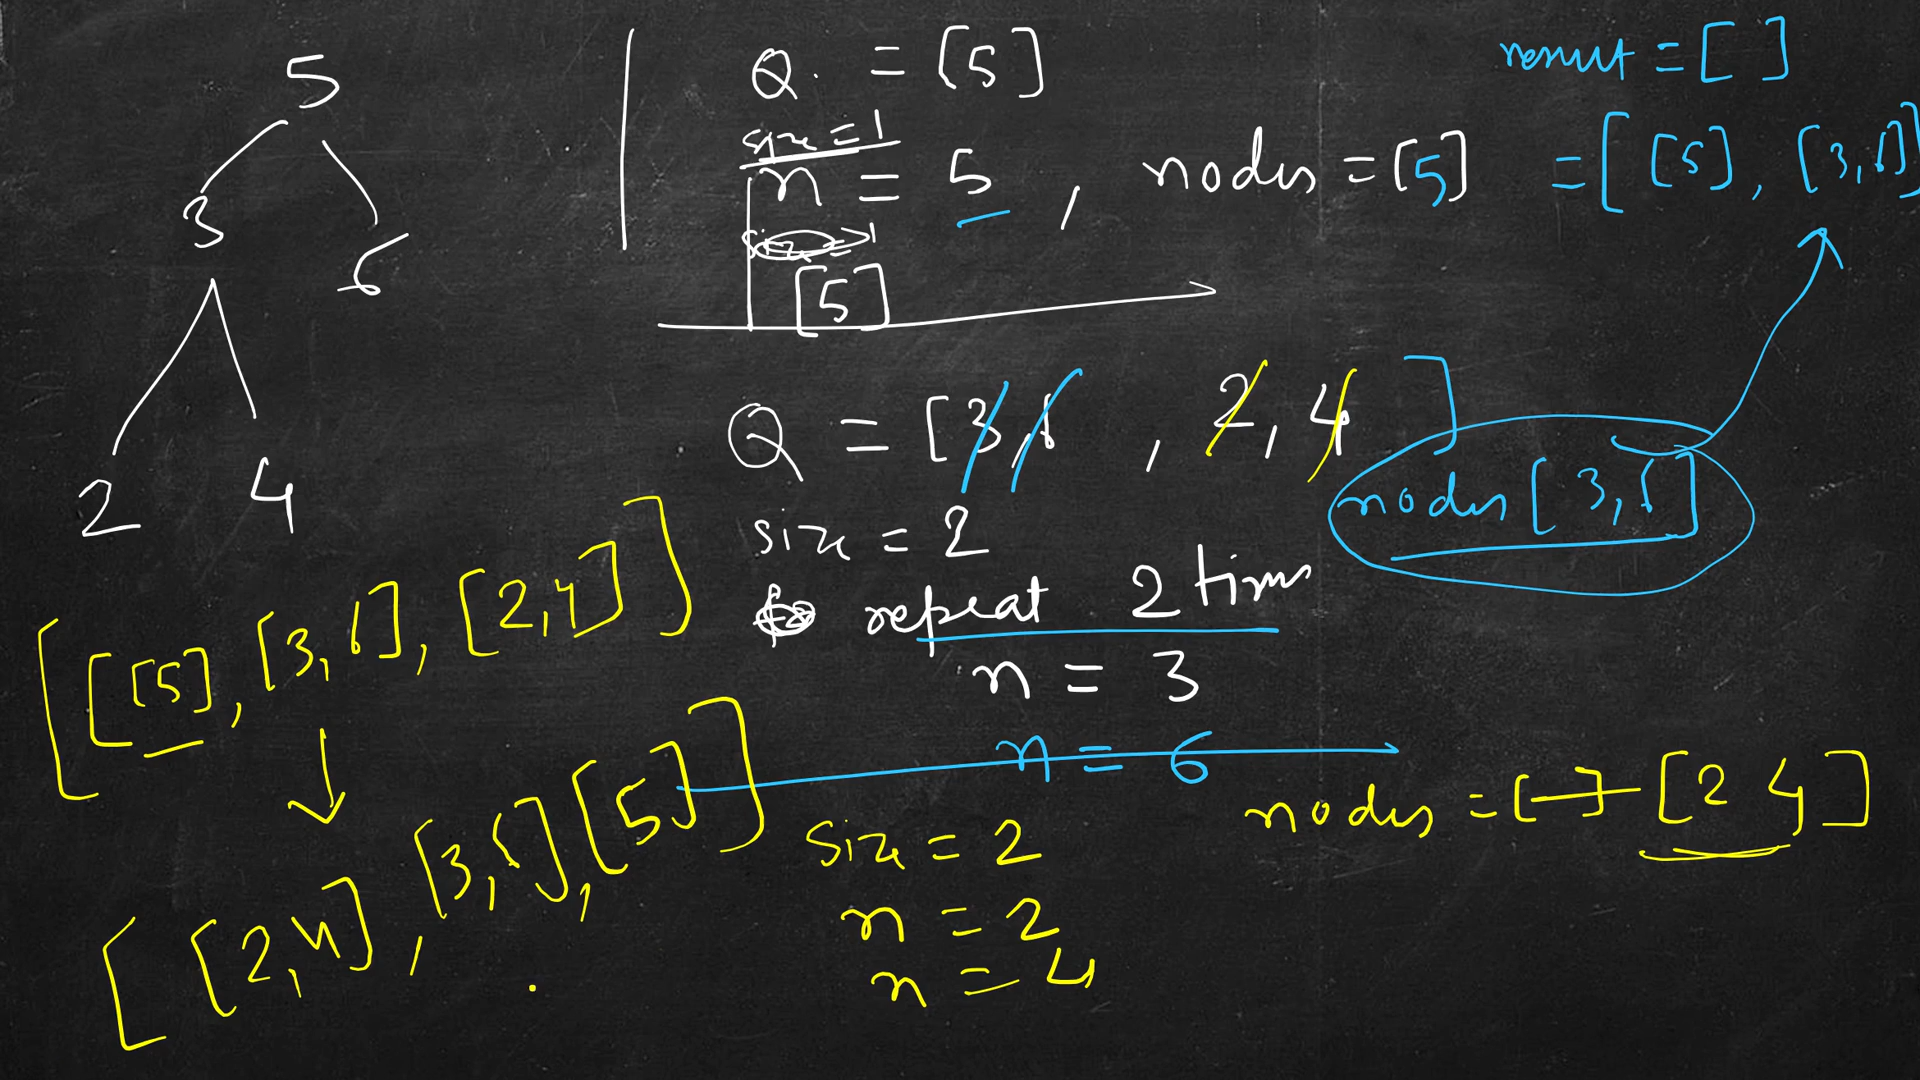 5
3
6
2 4
Q = [5]
size = 1
n = 5 , nodes = [5]
[5]
result = [ ]
= [ [5], [3,6]]
Q = [3,6 , 2,4 ]
nodes [ 3,6 ]
size = 2
repeat 2 times
n = 3
n = 6
nodes = [ ] [2 4]
size = 2
n = 2
n = 4
[ [ [5], [3,6], [2,4] ]
[ [2,4], [3,6], [5] ]